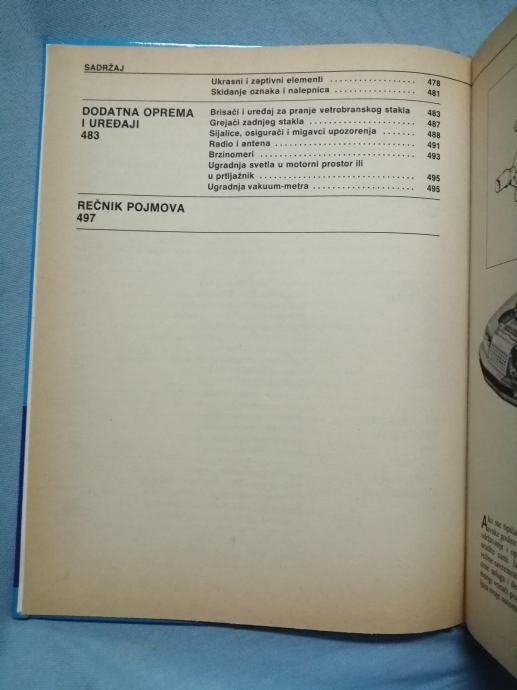 SADRŽAJ
Ukrasni i zaptivni elementi . . . . . . . . . . . . . . . . . 478
Skidanje oznaka i nalepnica . . . . . . . . . . . . . . . . 481
DODATNA OPREMA
I UREĐAJI
483
Brisači i uređaj za pranje vetrobranskog stakla 483
Grejači zadnjeg stakla . . . . . . . . . . . . . . . . . . . . . 487
Sijalice, osigurači i migavci upozorenja . . . . . . 488
Radio i antena . . . . . . . . . . . . . . . . . . . . . . . . . . . 491
Brzinomeri . . . . . . . . . . . . . . . . . . . . . . . . . . . . . . 493
Ugradnja svetla u motorni prostor ili
u prtljažnik . . . . . . . . . . . . . . . . . . . . . . . . . . . . . 495
Ugradnja vakuum-metra . . . . . . . . . . . . . . . . . . . 495
REČNIK POJMOVA
497
Ako ste